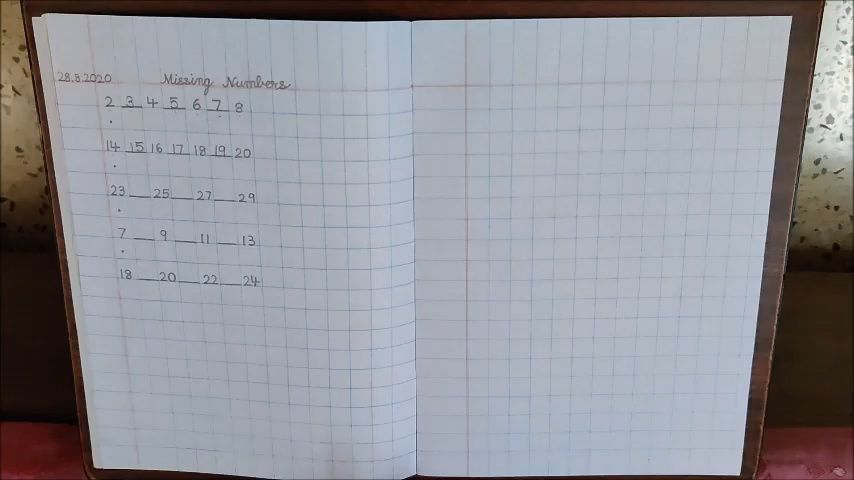 28.8.2020 Missing Numbers
2 3 4 5 6 7 8
14 15 16 17 18 19 20
23 __ 25 __ 27 __ 29
7 __ 9 __ 11 __ 13
18 __ 20 __ 22 __ 24